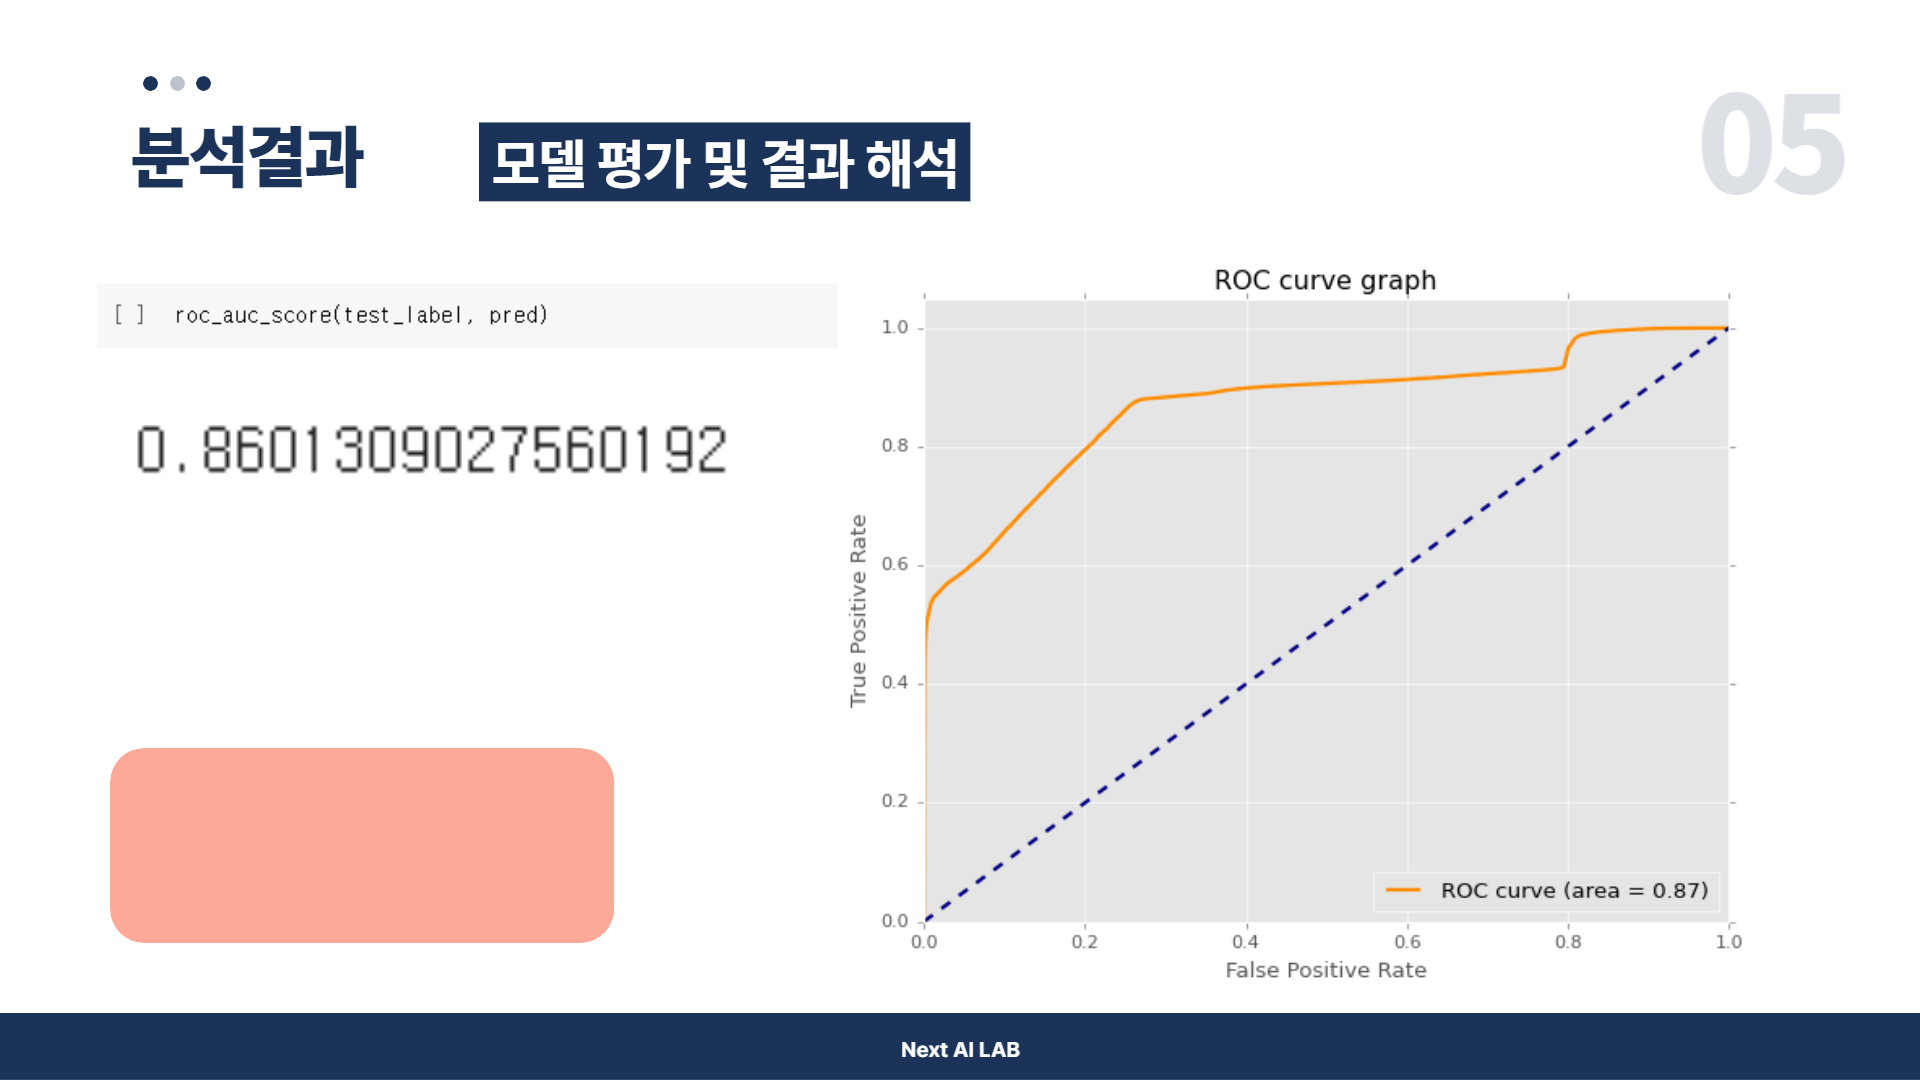 분석결과
모델 평가 및 결과 해석
05
[ ] roc_auc_score(test_label, pred)
0.8601309027560192
ROC curve graph
True Positive Rate
1.0
0.8
0.6
0.4
0.2
0.0
ROC curve (area = 0.87)
0.0 0.2 0.4 0.6 0.8 1.0
False Positive Rate
Next AI LAB